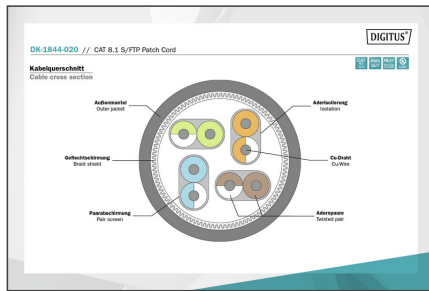 DIGITUS®
DK-1844-020 // CAT 8.1 S/FTP Patch Cord
Kabelquerschnitt
Cable cross section
Außenmantel
Outer jacket
Aderisolierung
Isolation
Geflechtschirmung
Braid shield
Cu-Draht
Cu-Wire
Paarabschirmung
Pair screen
Adernpaare
Twisted pair